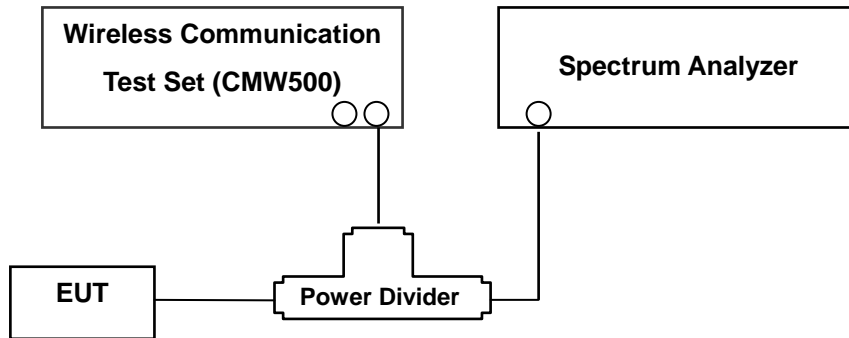 Wireless Communication
Test Set (CMW500)
Spectrum Analyzer
EUT
Power Divider